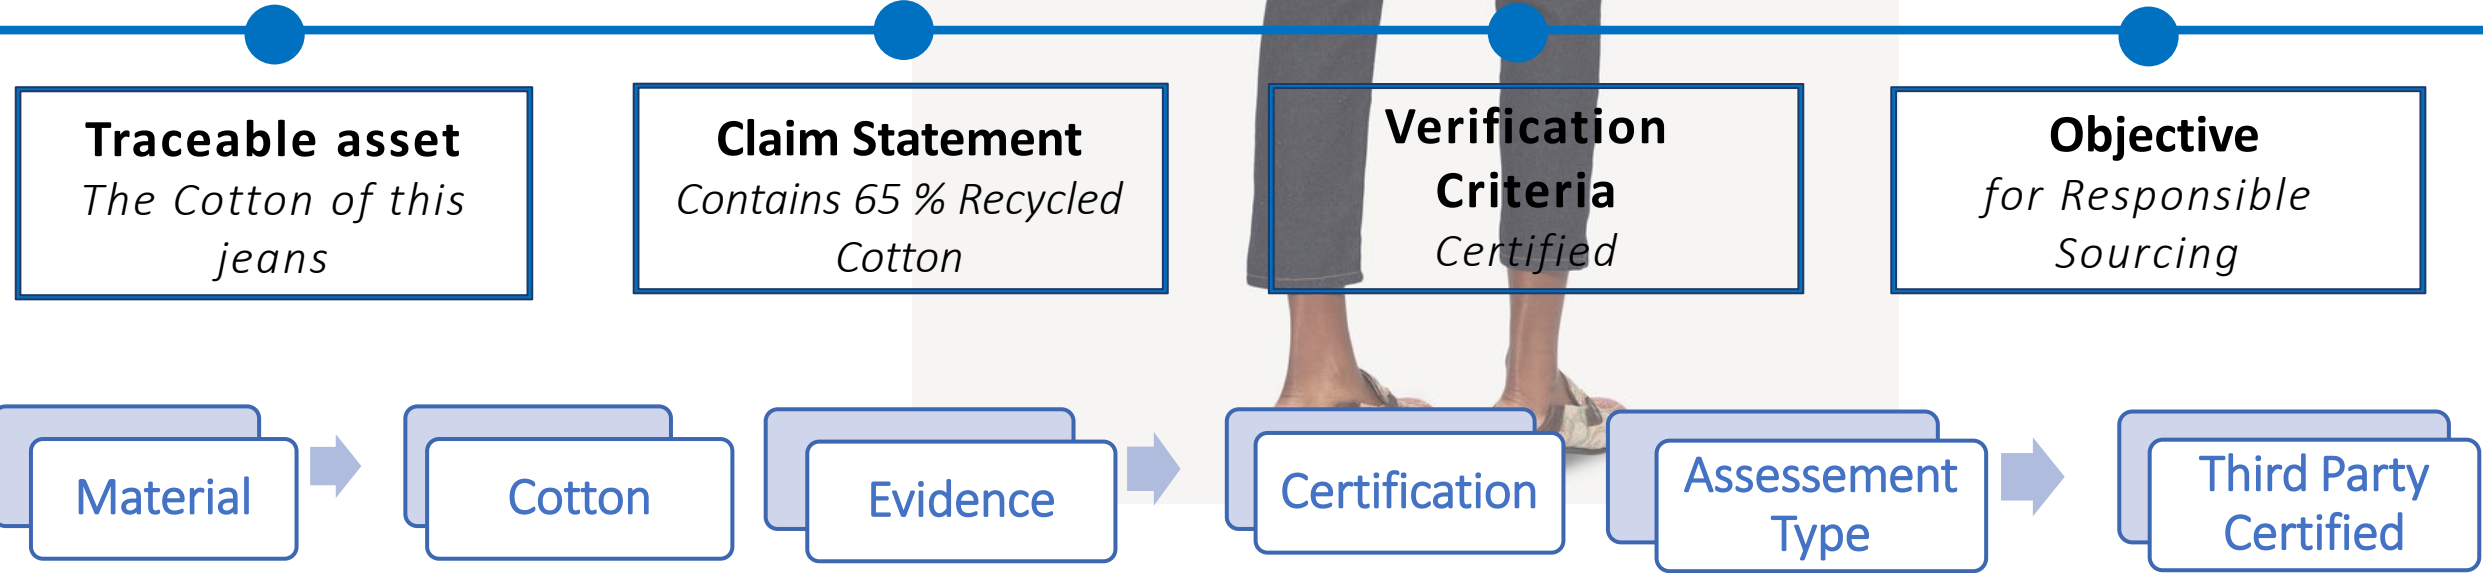 Traceable asset
The Cotton of this
jeans
Claim Statement
Contains 65 % Recycled
Cotton
Verification
Criteria
Certified
Objective
for Responsible
Sourcing
Material
Cotton
Evidence
Certification
Assessement
Type
Third Party
Certified